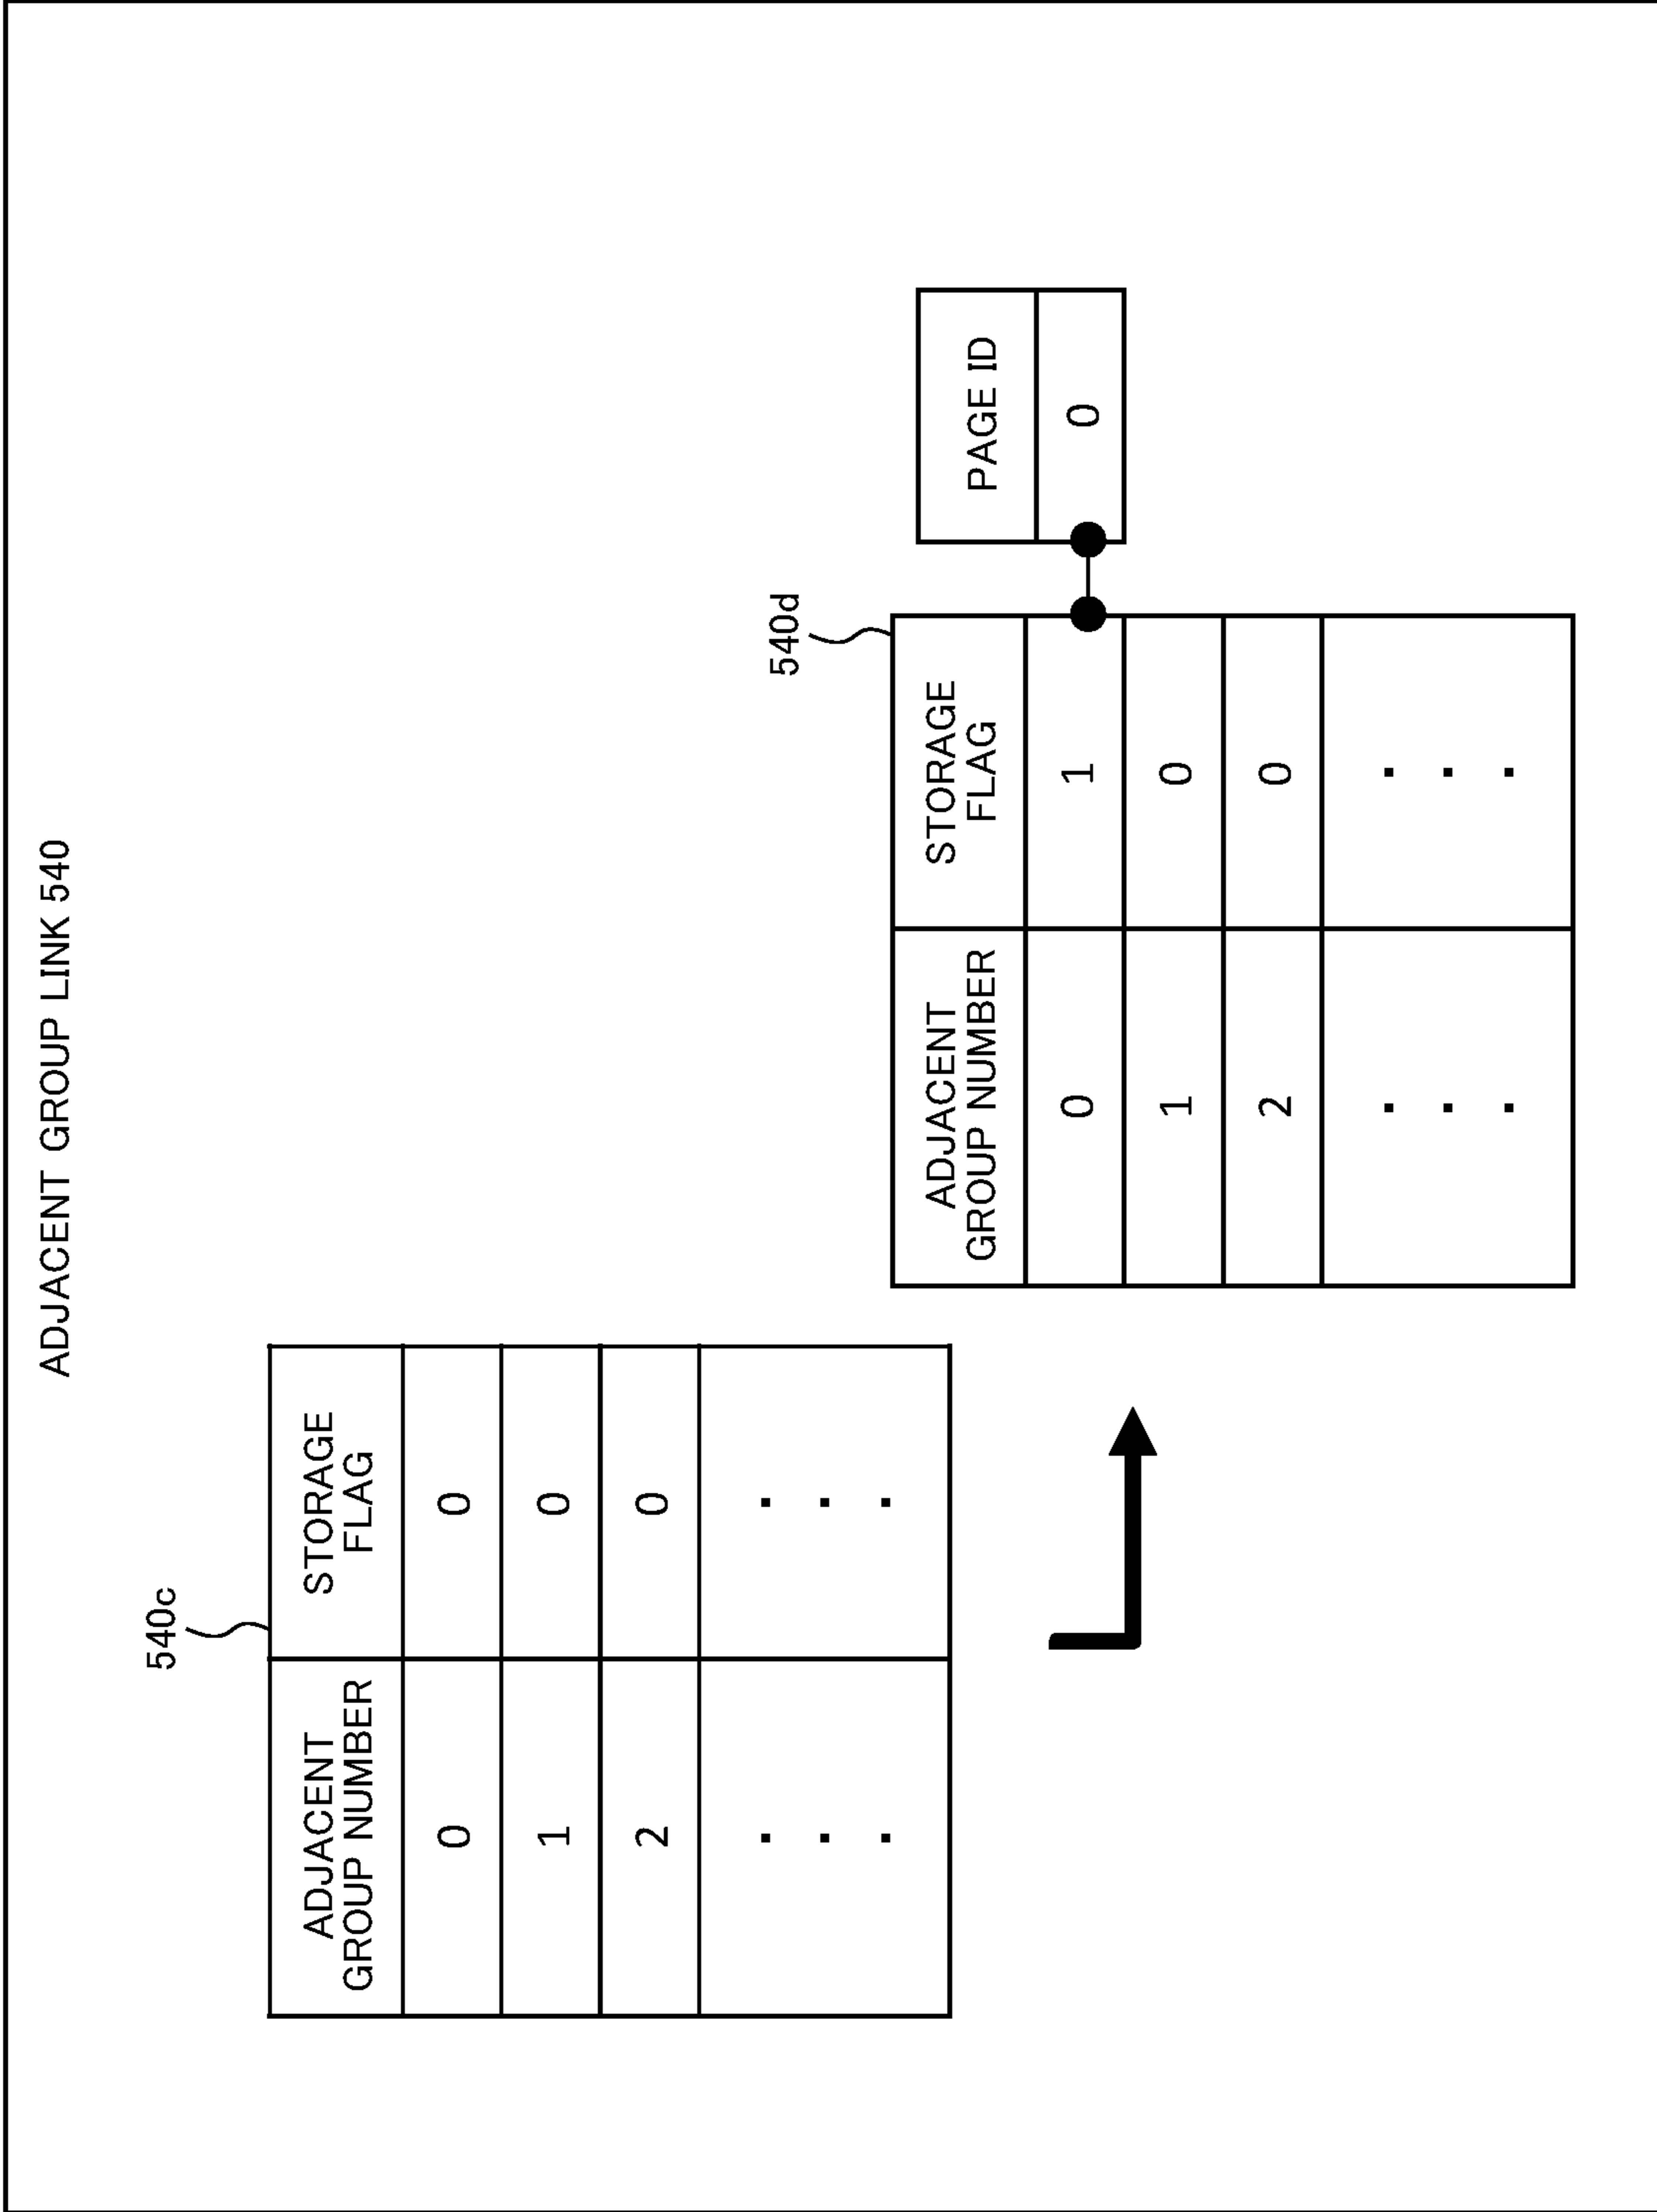 ADJACENT GROUP LINK 540
540c
ADJACENT
GROUP NUMBER
STORAGE
FLAG
0 0
1 0
2 0
. .
. .
. .
540d
ADJACENT
GROUP NUMBER
STORAGE
FLAG
0 1
1 0
2 0
. .
. .
. .
PAGE ID
0